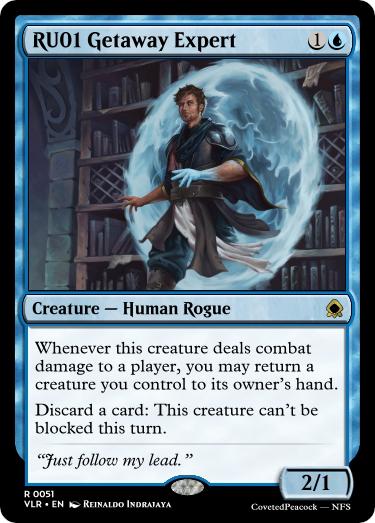 RU01 Getaway Expert 1
Creature — Human Rogue
Whenever this creature deals combat
damage to a player, you may return a
creature you control to its owner's hand.
Discard a card: This creature can't be
blocked this turn.
“Just follow my lead.”
2/1
R 0051
VLR • EN Reinaldo Indrajaya
CovetedPeacock — NFS